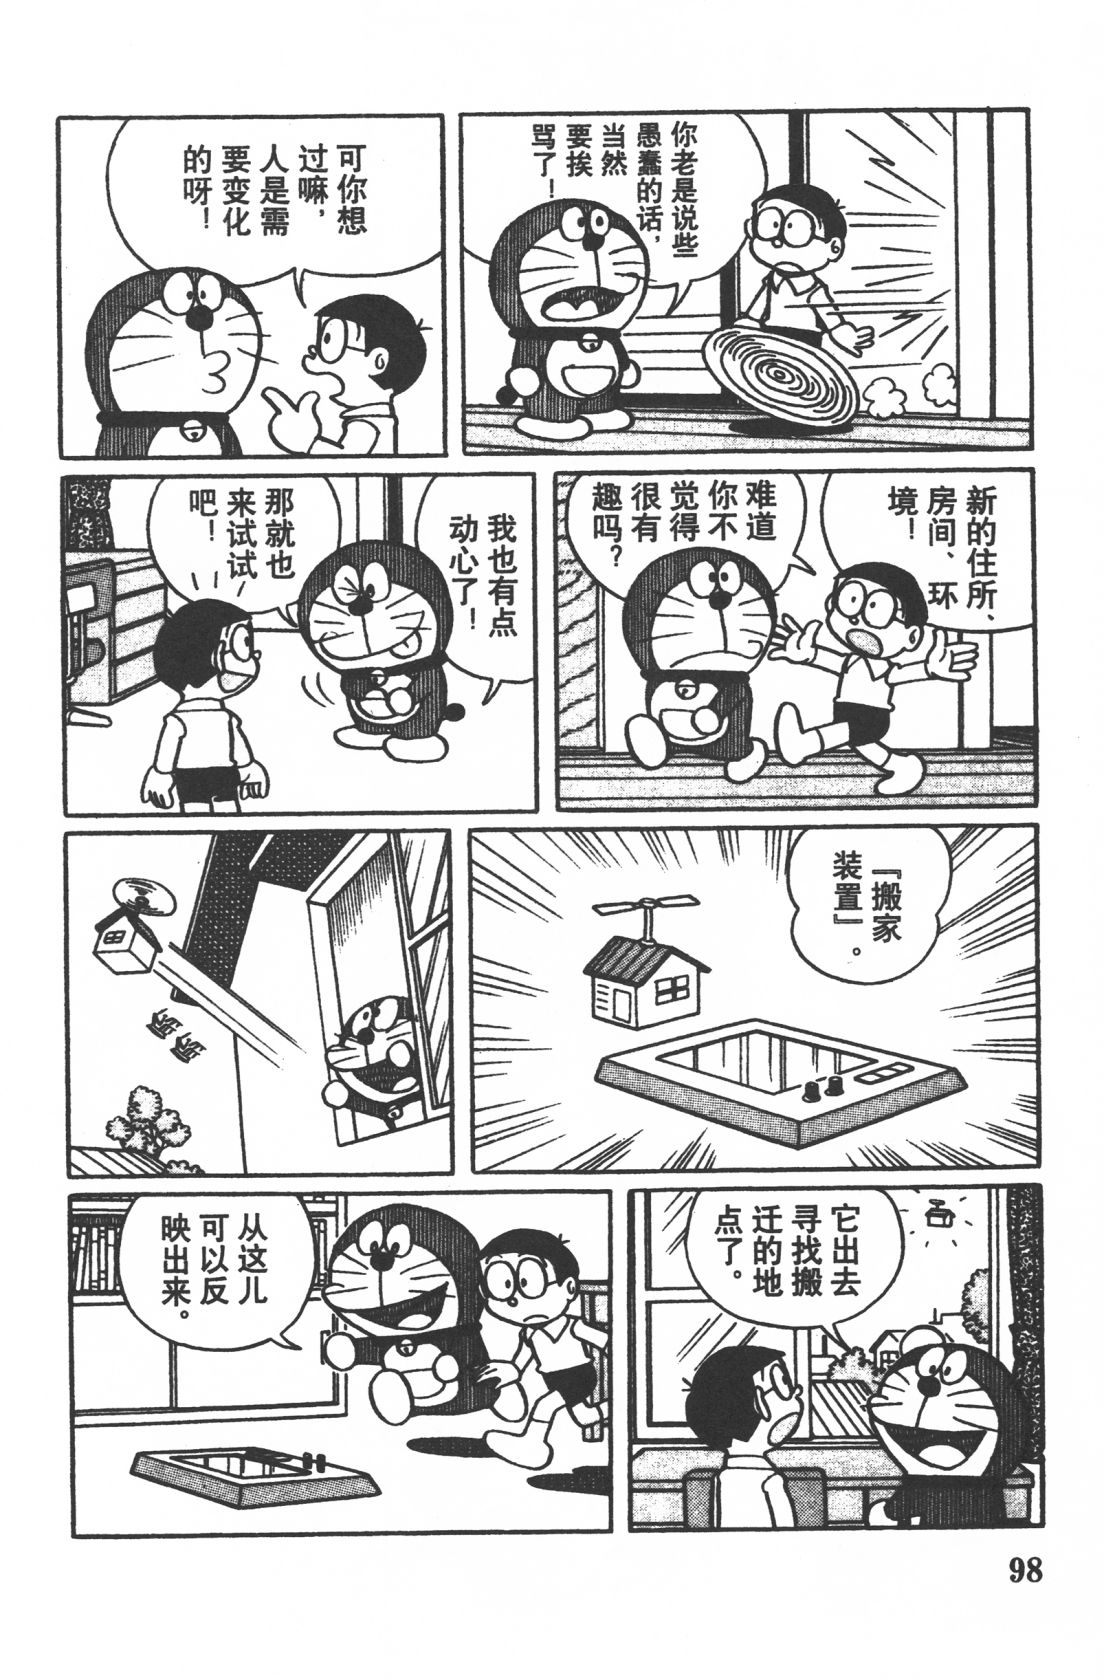 你老是说些
愚蠢的话，
当然
要挨
骂了！
可你想
过嘛，
人是需
要变化
的呀！
新的住所、
房间、环
境！
难道
你不
觉得
很有
趣吗？
我也有点
动心了！
那就也
来试试
吧！
『搬家
装置』。
它出去
寻找搬
迁的地
点了。
从这儿
可以反
映出来。
98